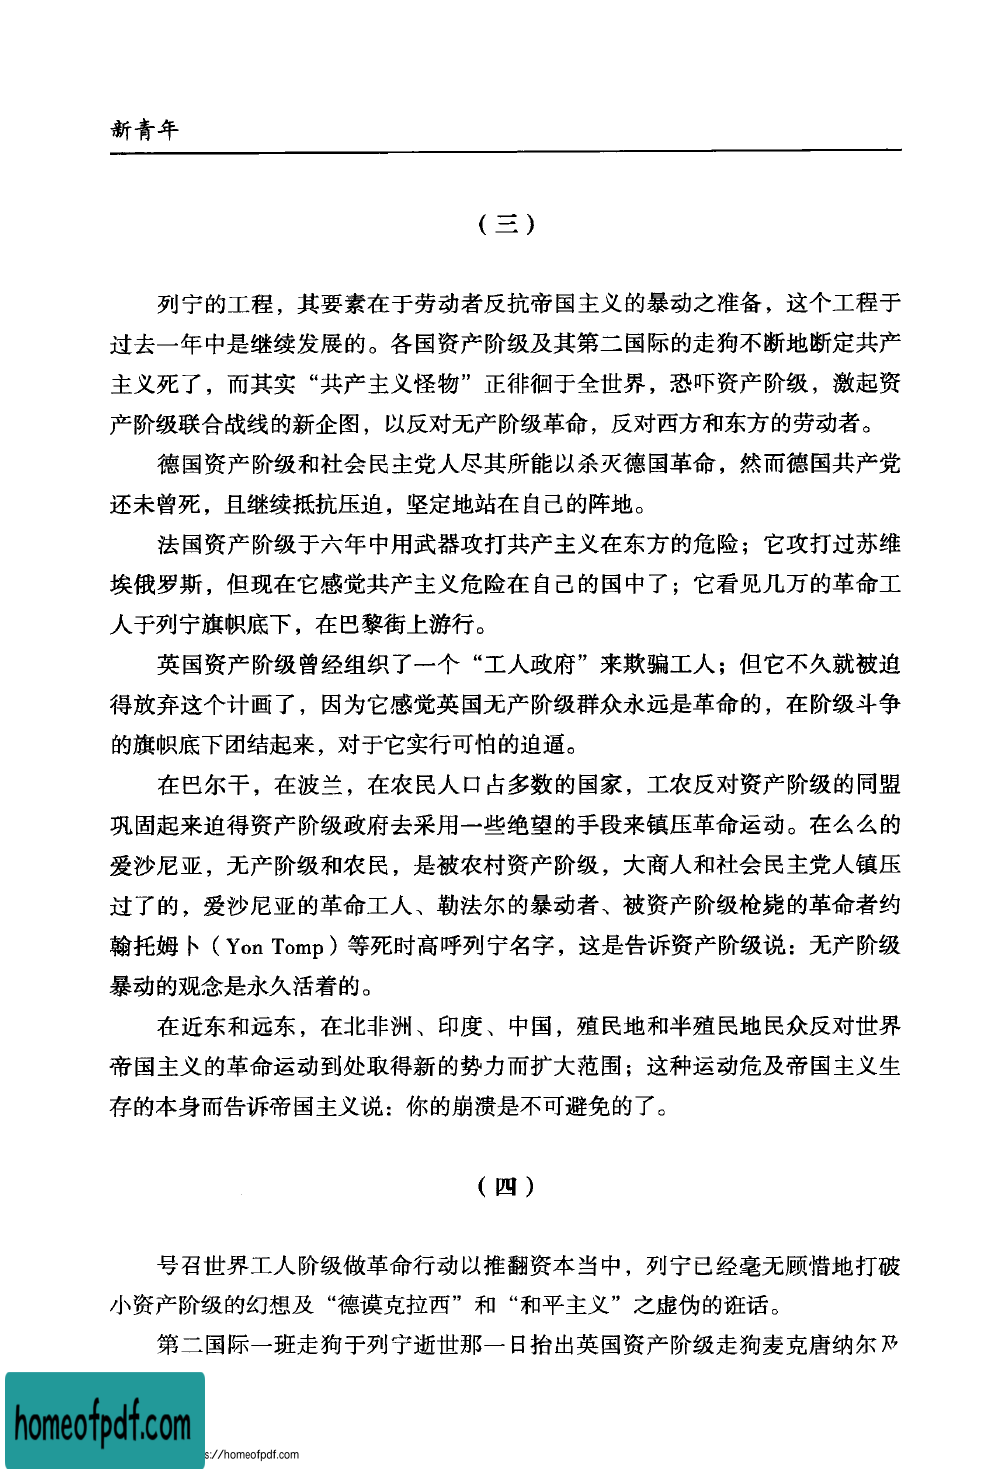 新青年
（三）
列宁的工程，其要素在于劳动者反抗帝国主义的暴动之准备，这个工程于
过去一年中是继续发展的。各国资产阶级及其第二国际的走狗不断地断定共产
主义死了，而其实“共产主义怪物”正徘徊于全世界，恐吓资产阶级，激起资
产阶级联合战线的新企图，以反对无产阶级革命，反对西方和东方的劳动者。
德国资产阶级和社会民主党人尽其所能以杀灭德国革命，然而德国共产党
还未曾死，且继续抵抗压迫，坚定地站在自己的阵地。
法国资产阶级于六年中用武器攻打共产主义在东方的危险；它攻打过苏维
埃俄罗斯，但现在它感觉共产主义危险在自己的国中了；它看见几万的革命工
人于列宁旗帜底下，在巴黎街上游行。
英国资产阶级曾经组织了一个“工人政府”来欺骗工人；但它不久就被迫
得放弃这个计画了，因为它感觉英国无产阶级群众永远是革命的，在阶级斗争
的旗帜底下团结起来，对于它实行可怕的迫逼。
在巴尔干，在波兰，在农民人口占多数的国家，工农反对资产阶级的同盟
巩固起来迫得资产阶级政府去采用一些绝望的手段来镇压革命运动。在么么的
爱沙尼亚，无产阶级和农民，是被农村资产阶级，大商人和社会民主党人镇压
过了的，爱沙尼亚的革命工人、勒法尔的暴动者、被资产阶级枪毙的革命者约
翰托姆卜（Yon Tomp）等死时高呼列宁名字，这是告诉资产阶级说：无产阶级
暴动的观念是永久活着的。
在近东和远东，在北非洲、印度、中国，殖民地和半殖民地民众反对世界
帝国主义的革命运动到处取得新的势力而扩大范围；这种运动危及帝国主义生
存的本身而告诉帝国主义说：你的崩溃是不可避免的了。
（四）
号召世界工人阶级做革命行动以推翻资本当中，列宁已经毫无顾惜地打破
小资产阶级的幻想及“德谟克拉西”和“和平主义”之虚伪的诳话。
第二国际一班走狗于列宁逝世那一日抬出英国资产阶级走狗麦克唐纳尔及
homeofpdf.com
s://homeofpdf.com